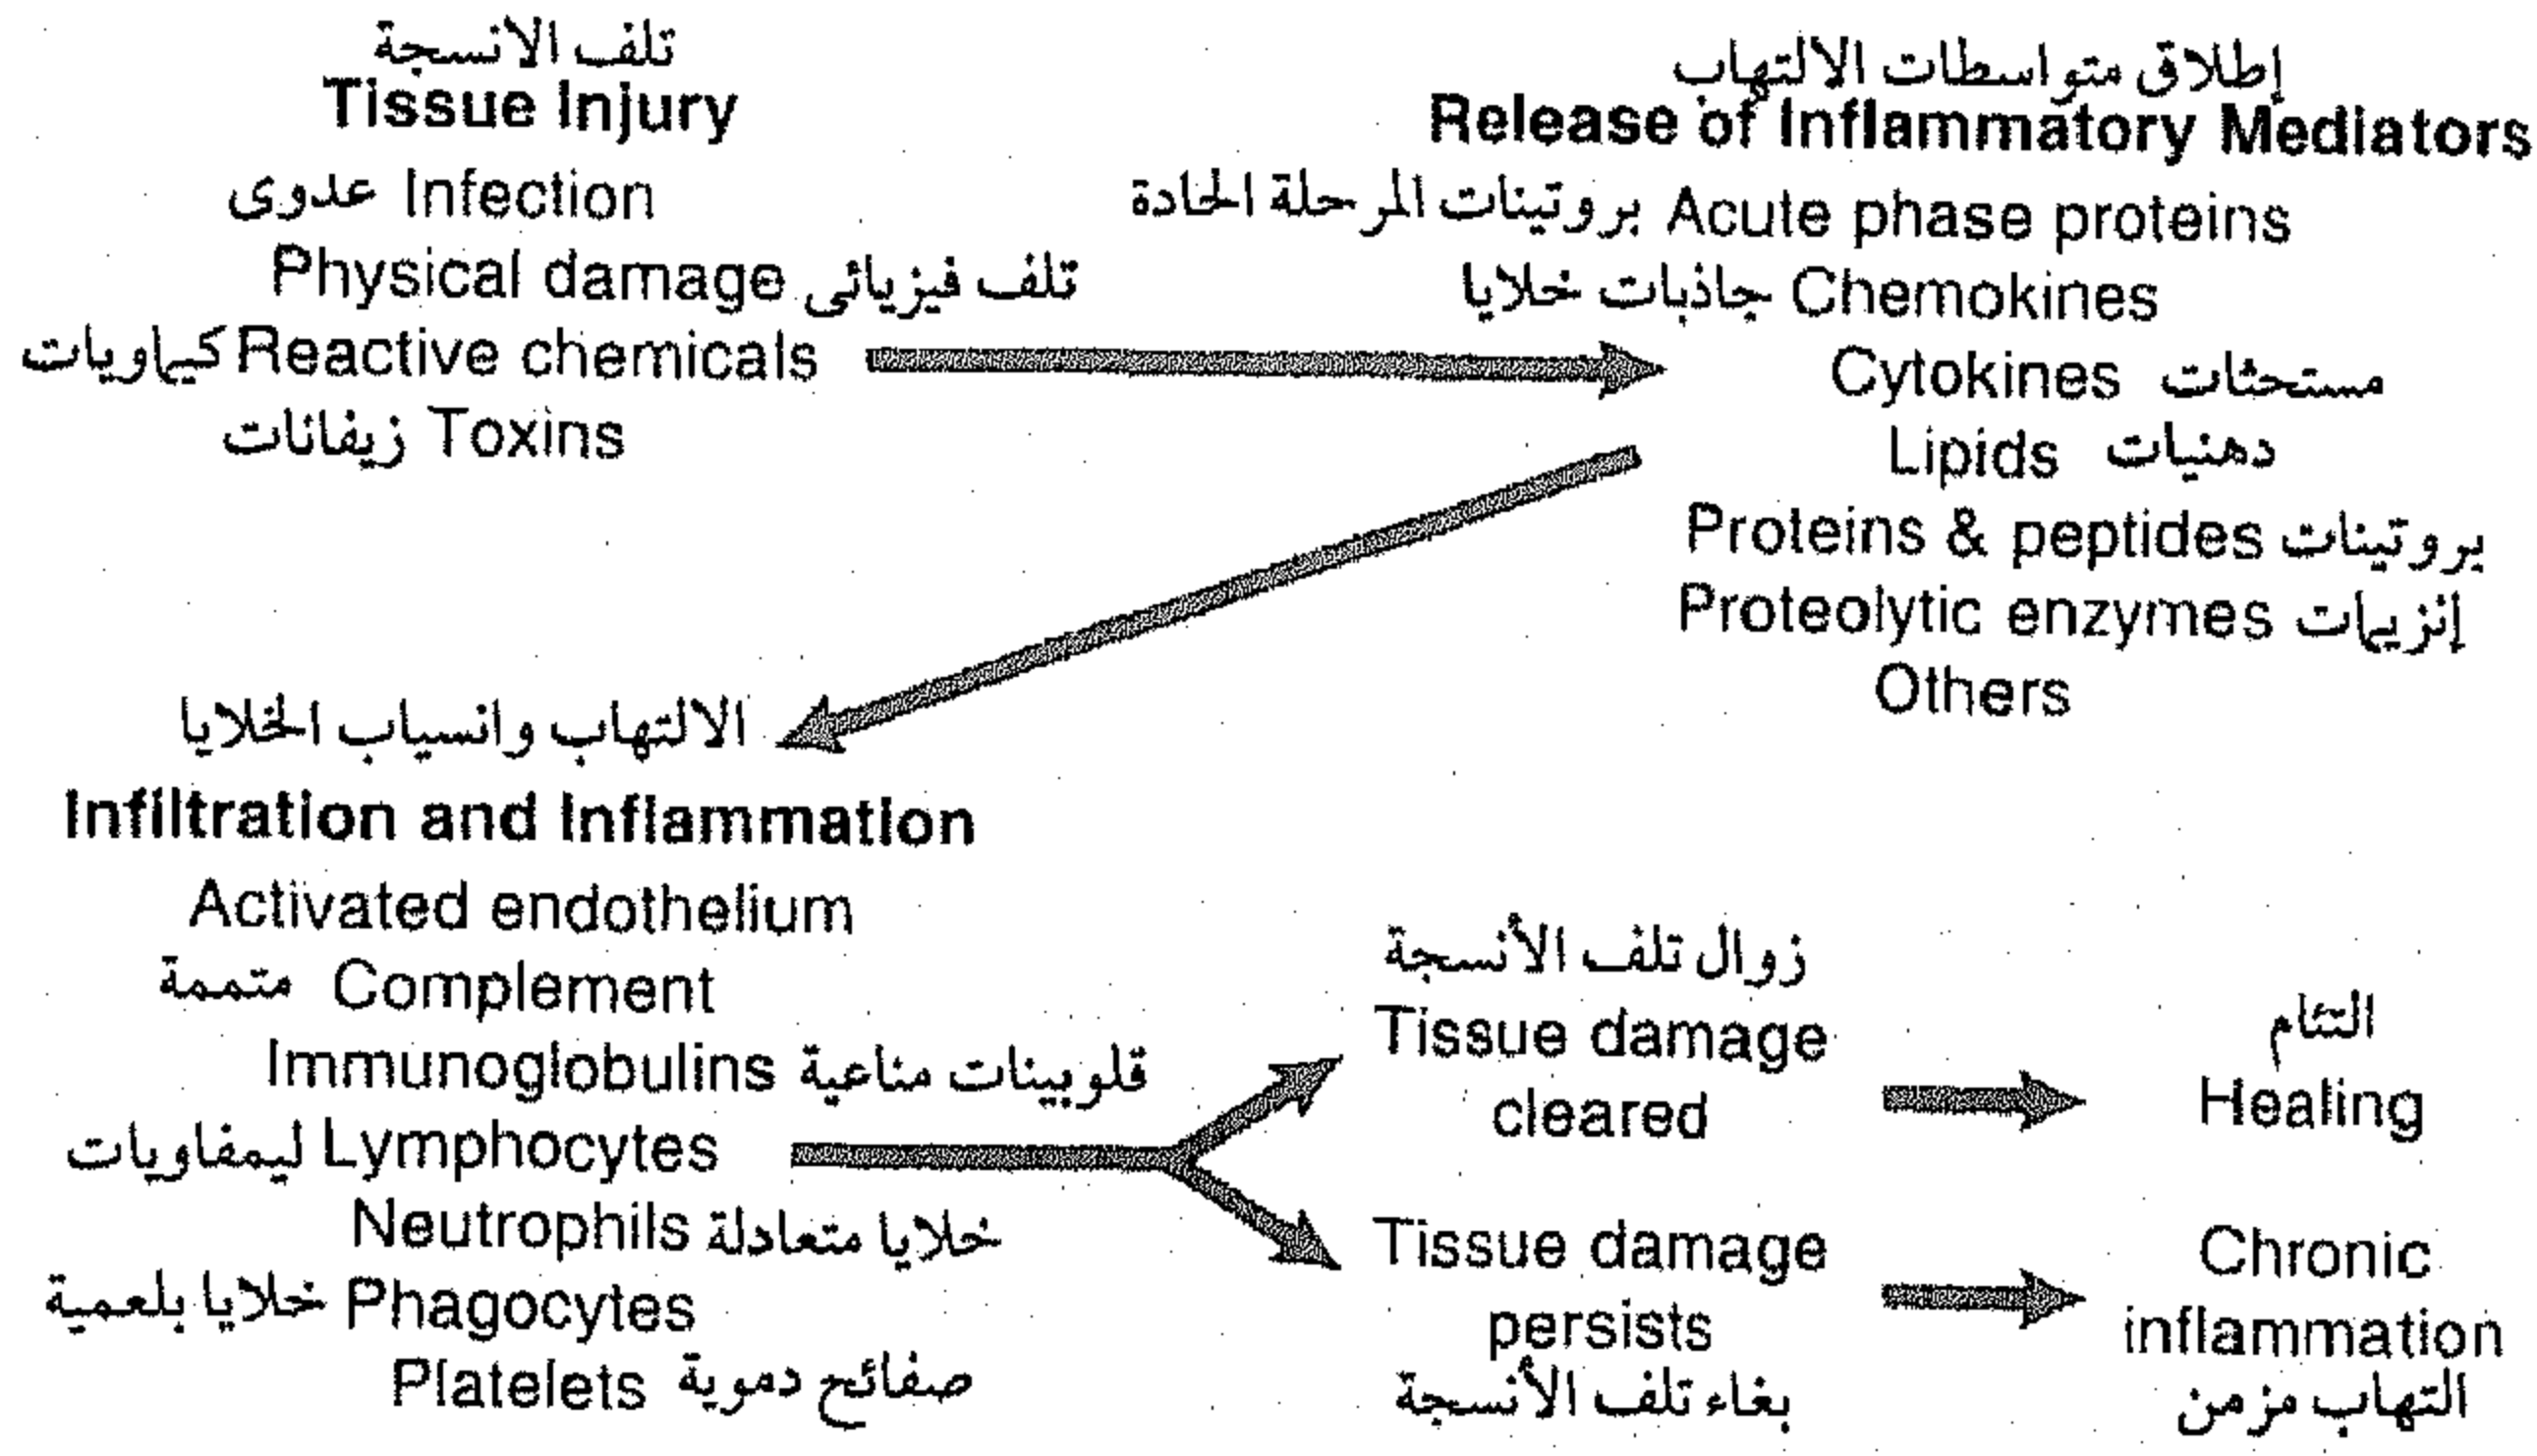 تلف الانسجة
Tissue Injury
عدوى Infection
Physical damage تلف فيزيائى
كيماويات Reactive chemicals
زيفانات Toxins
إطلاق متواسطات الالتهاب
Release of Inflammatory Mediators
بروتينات المرحلة الحادة Acute phase proteins
جاذبات خلايا Chemokines
Cytokines مستحثات
Lipids دهنيات
Proteins & peptides بروتينات
Proteolytic enzymes إنزيمات
Others
الالتهاب وانسياب الخلايا
Infiltration and Inflammation
Activated endothelium
متممة Complement
Immunoglobulins قلوبينات مناعية
ليمفاويات Lymphocytes
Neutrophils خلايا متعادلة
خلايا بلعمية Phagocytes
Platelets صفائح دموية
زوال تلف الأنسجة
Tissue damage
cleared
التئام
Healing
Tissue damage
persists
بغاء تلف الأنسجة
Chronic
inflammation
التهاب مزمن